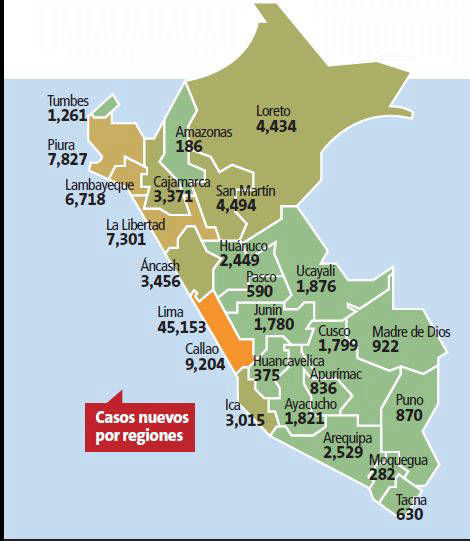 Tumbes
1,261
Piura
7,827
Lambayeque
6,718
Amazonas
186
Loreto
4,434
Cajamarca
3,371
San Martín
4,494
La Libertad
7,301
Huánuco
2,449
Áncash
3,456
Pasco
590
Ucayali
1,876
Lima
45,153
Junín
1,780
Cusco
1,799
Madre de Dios
922
Callao
9,204
Huancavelica
375
Apurímac
836
Ica
3,015
Ayacucho
1,821
Puno
870
Casos nuevos
por regiones
Arequipa
2,529
Moquegua
282
Tacna
630